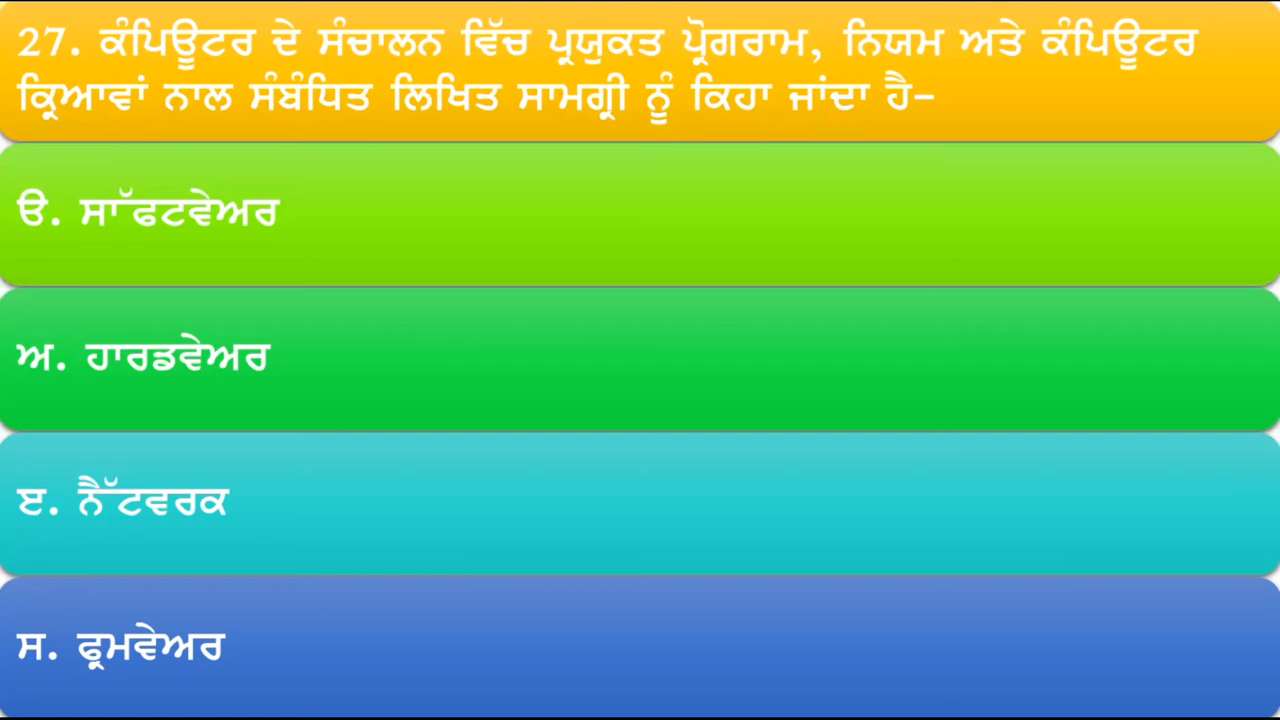 27. ਕੰਪਿਊਟਰ ਦੇ ਸੰਚਾਲਨ ਵਿੱਚ ਪ੍ਰਯੁਕਤ ਪ੍ਰੋਗਰਾਮ, ਨਿਯਮ ਅਤੇ ਕੰਪਿਊਟਰ
ਕ੍ਰਿਆਵਾਂ ਨਾਲ ਸੰਬੰਧਿਤ ਲਿਖਿਤ ਸਾਮਗ੍ਰੀ ਨੂੰ ਕਿਹਾ ਜਾਂਦਾ ਹੈ–
ੳ. ਸਾੱਫਟਵੇਅਰ
ਅ. ਹਾਰਡਵੇਅਰ
ੲ. ਨੈੱਟਵਰਕ
ਸ. ਫ੍ਰਮਵੇਅਰ